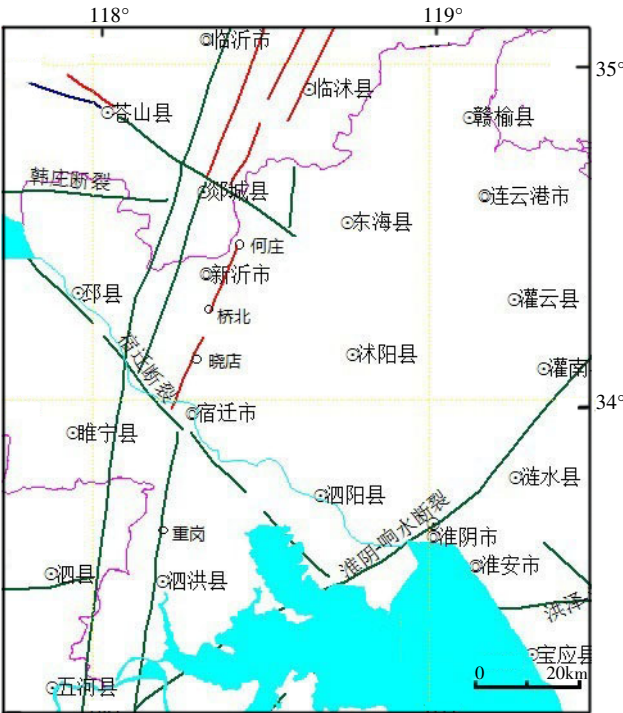 118°
119°
临沂市
35°
临沭县
苍山县
赣榆县
韩庄断裂
郯城县
连云港市
东海县
何庄
新沂市
邳县
灌云县
桥北
宿迁断裂
沭阳县
晓店
灌南
34°
宿迁市
睢宁县
涟水县
泗阳县
淮阴-响水断裂
重岗
淮阴市
淮安市
泗县
泗洪县
洪泽
宝应县
0 20km
五河县